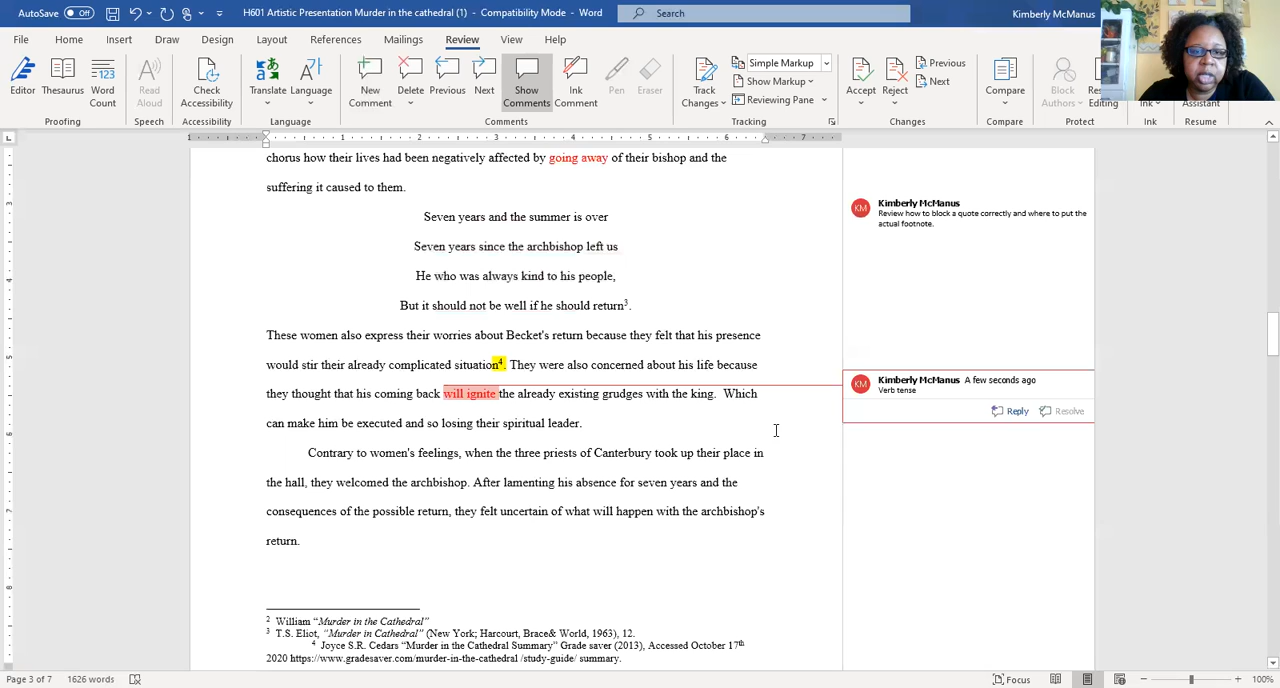 AutoSave Off H601 Artistic Presentation Murder in the cathedral (1) - Compatibility Mode - Word Search Kimberly McManus
File Home Insert Draw Design Layout References Mailings Review View Help
Editor Thesaurus Word Count Read Aloud Check Accessibility Translate Language New Comment Delete Previous Next Show Comments Ink Comment Pen Eraser Track Changes Simple Markup Show Markup Reviewing Pane Accept Reject Previous Next Compare Block Authors Editing Ink Assistant
Proofing Speech Accessibility Language Comments Tracking Changes Compare Protect Ink Resume
1 1 2 3 4 5 6 7
chorus how their lives had been negatively affected by going away of their bishop and the
suffering it caused to them.
Seven years and the summer is over
Seven years since the archbishop left us
He who was always kind to his people,
But it should not be well if he should return3.
These women also express their worries about Becket's return because they felt that his presence
would stir their already complicated situation4. They were also concerned about his life because
they thought that his coming back will ignite the already existing grudges with the king. Which
can make him be executed and so losing their spiritual leader.
Contrary to women's feelings, when the three priests of Canterbury took up their place in
the hall, they welcomed the archbishop. After lamenting his absence for seven years and the
consequences of the possible return, they felt uncertain of what will happen with the archbishop's
return.
2 William “Murder in the Cathedral”
3 T.S. Eliot, “Murder in Cathedral” (New York; Harcourt, Brace& World, 1963), 12.
4 Joyce S.R. Cedars “Murder in the Cathedral Summary” Grade saver (2013), Accessed October 17th
2020 https://www.gradesaver.com/murder-in-the-cathedral /study-guide/ summary.
KM Kimberly McManus
Review how to block a quote correctly and where to put the
actual footnote.
KM Kimberly McManus A few seconds ago
Verb tense
Reply Resolve
Page 3 of 7 1626 words Focus 100%